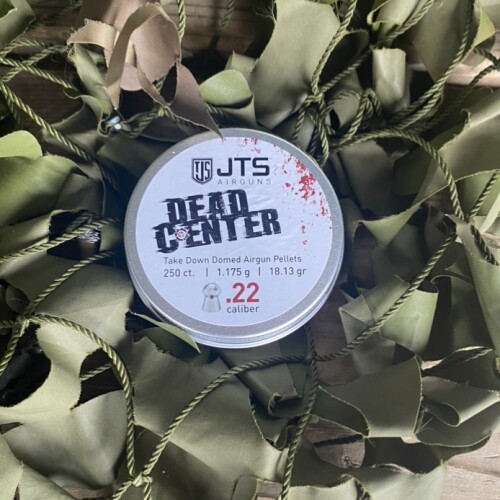 JTS
AIRGUNS
DEAD
CENTER
Take Down Domed Airgun Pellets
250 ct. | 1.175 g | 18.13 gr
.22
caliber